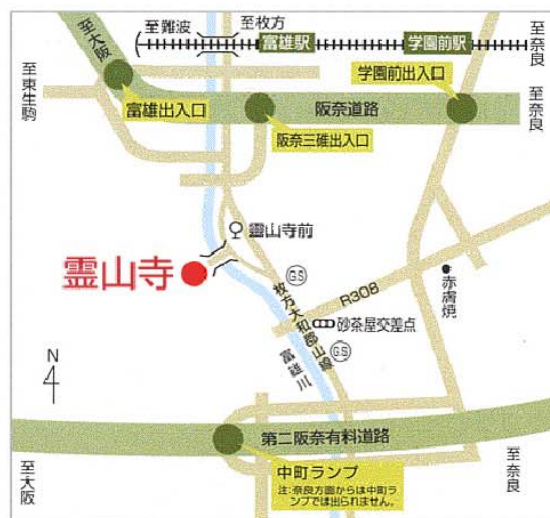 至難波
至枚方
至大阪
富雄駅
学園前駅
至奈良
至東生駒
学園前出入口
富雄出入口
阪奈道路
至奈良
阪奈三碓出入口
霊山寺前
霊山寺
GS
枚方大和郡山線
R308
赤膚焼
砂茶屋交差点
GS
富雄川
N
第二阪奈有料道路
至大阪
中町ランプ
注:奈良方面からは中町ラ
ンプでは出られません。
至奈良